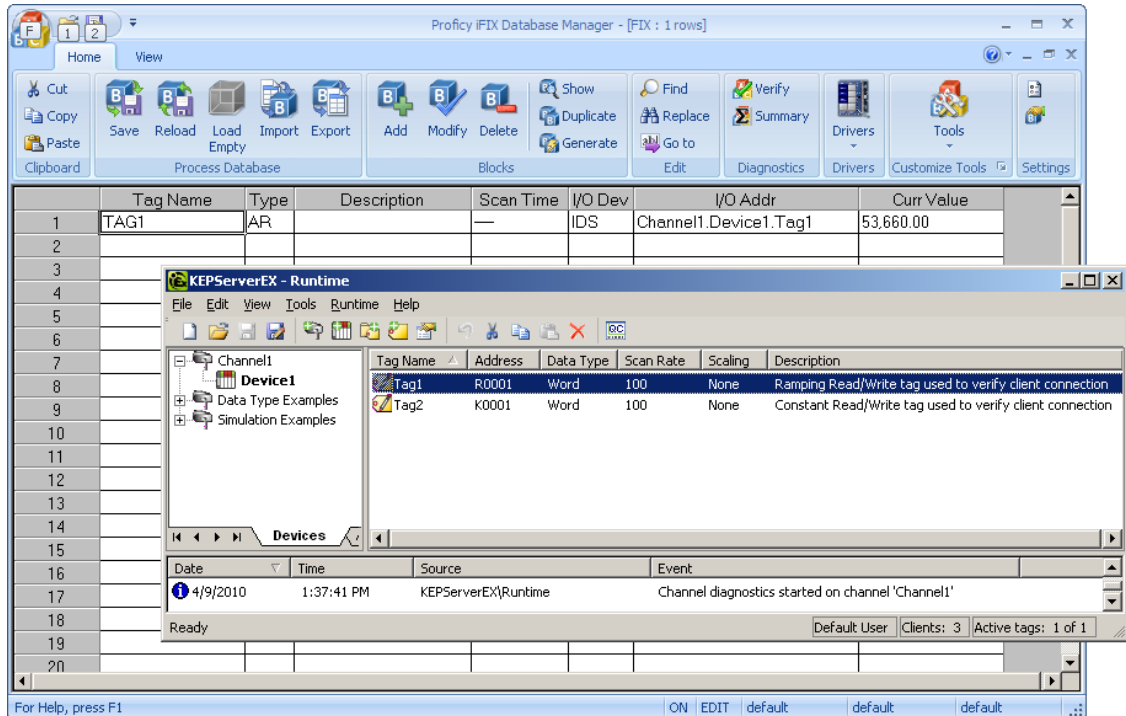 F 1 2 Proficy iFIX Database Manager - [FIX : 1 rows]
Home View
Cut Show Find Verify
Copy Duplicate Replace Summary
Paste Save Reload Load Empty Import Export Add Modify Delete Generate Go to Drivers Tools
Clipboard Process Database Blocks Edit Diagnostics Drivers Customize Tools Settings
Tag Name Type Description Scan Time I/O Dev I/O Addr Curr Value
1 TAG1 AR — IDS Channel1.Device1.Tag1 53,660.00
2
3
4
5
6
7
8
9
10
11
12
13
14
15
16
17
18
19
20
KEPServerEX - Runtime
File Edit View Tools Runtime Help
QC
Channel1
Device1
Data Type Examples
Simulation Examples
Devices
Tag Name Address Data Type Scan Rate Scaling Description
Tag1 R0001 Word 100 None Ramping Read/Write tag used to verify client connection
Tag2 K0001 Word 100 None Constant Read/Write tag used to verify client connection
Date Time Source Event
4/9/2010 1:37:41 PM KEPServerEX\Runtime Channel diagnostics started on channel 'Channel1'
Ready Default User Clients: 3 Active tags: 1 of 1
For Help, press F1 ON EDIT default default default